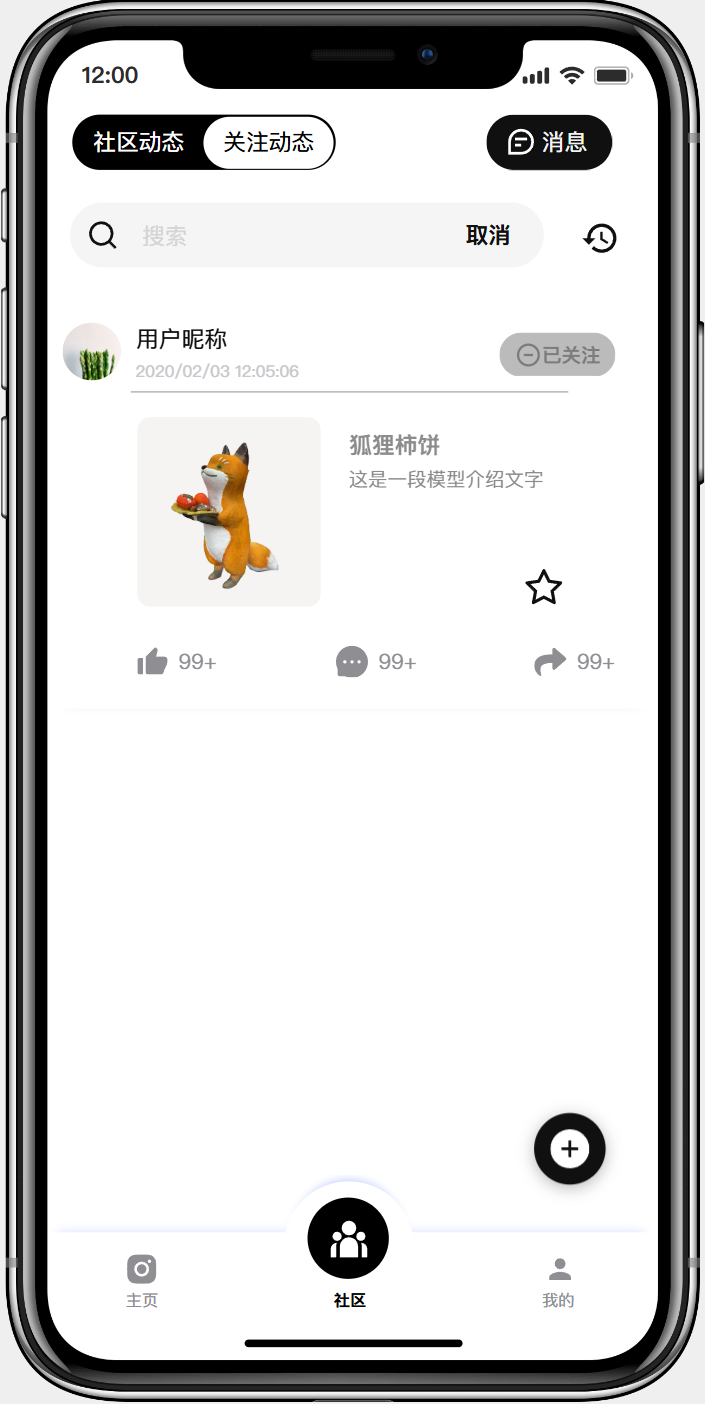 12:00
社区动态 关注动态 消息
搜索 取消
用户昵称
2020/02/03 12:05:06
已关注
狐狸柿饼
这是一段模型介绍文字
99+ 99+ 99+
主页 社区 我的